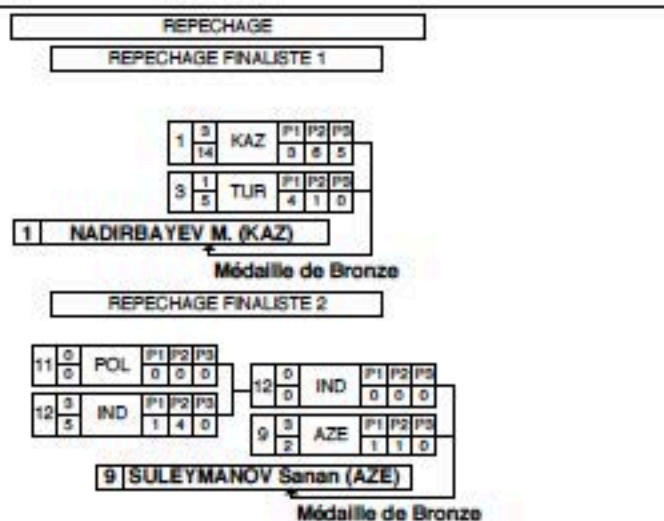 REPECHAGE
REPECHAGE FINALISTE 1
1 3 KAZ P1 P2 P3
14 3 6 5
3 1 TUR P1 P2 P3
5 4 1 0
1 NADIRBAYEV M. (KAZ)
Médaille de Bronze
REPECHAGE FINALISTE 2
11 0 POL P1 P2 P3
0 0 0 0
12 3 IND P1 P2 P3
5 1 4 0
12 0 IND P1 P2 P3
0 0 0 0
9 3 AZE P1 P2 P3
2 1 1 0
9 SULEYMANOV Sanan (AZE)
Médaille de Bronze